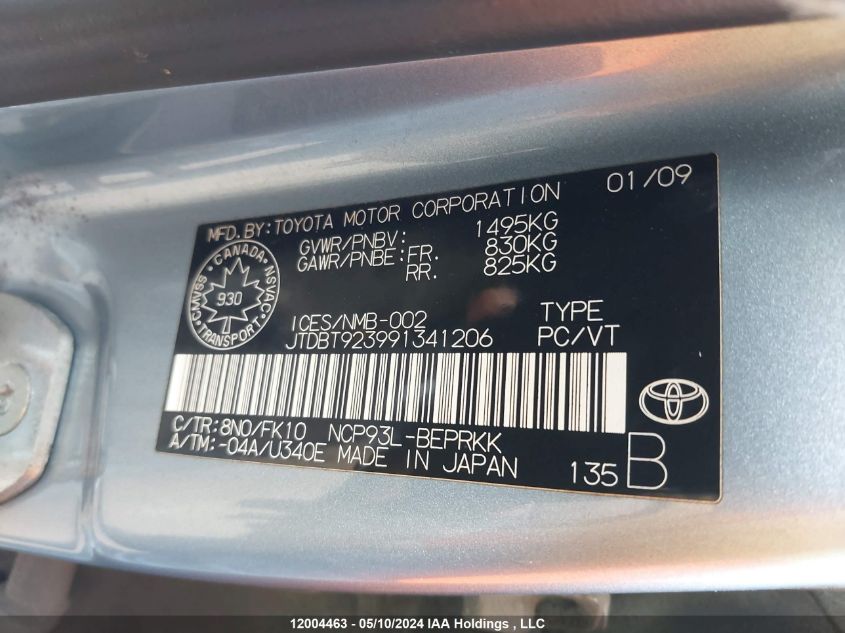 MFD.BY:TOYOTA MOTOR CORPORATION 01/09
GVWR/PNBV: 1495KG
GAWR/PNBE:FR. 830KG
RR. 825KG
CANADA
CMVSS NSVAC
930
TRANSPORT
ICES/NMB-002 TYPE
JTDBT923991341206 PC/VT
C/TR:8N0/FK10 NCP93L-BEPRKK
A/TM:-04A/U340E MADE IN JAPAN 135 B
12004463 - 05/10/2024 IAA Holdings , LLC